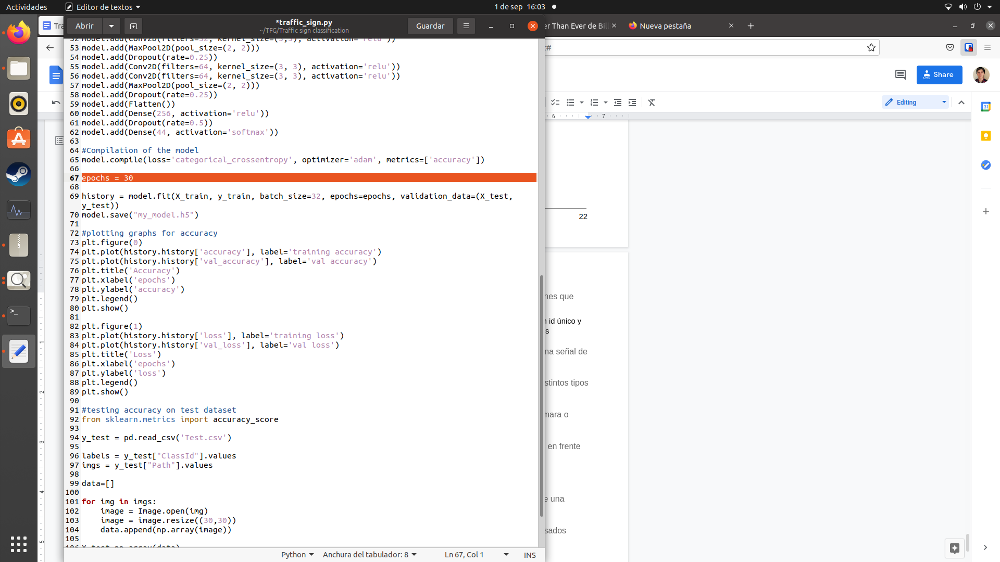 Actividades
Editor de textos
1 de sep 16:03
Tra
er Than Ever de Bill
Nueva pestaña
Abrir
*traffic_sign.py
~/TFG/Traffic sign classification
Guardar
#
52 model.add(Conv2D(filters=32, kernel_size=(3,3), activation='relu'))
53 model.add(MaxPool2D(pool_size=(2, 2)))
54 model.add(Dropout(rate=0.25))
55 model.add(Conv2D(filters=64, kernel_size=(3, 3), activation='relu'))
56 model.add(Conv2D(filters=64, kernel_size=(3, 3), activation='relu'))
57 model.add(MaxPool2D(pool_size=(2, 2)))
58 model.add(Dropout(rate=0.25))
59 model.add(Flatten())
60 model.add(Dense(256, activation='relu'))
61 model.add(Dropout(rate=0.5))
62 model.add(Dense(44, activation='softmax'))
63
64 #Compilation of the model
65 model.compile(loss='categorical_crossentropy', optimizer='adam', metrics=['accuracy'])
66
67 epochs = 30
68
69 history = model.fit(X_train, y_train, batch_size=32, epochs=epochs, validation_data=(X_test,
y_test))
70 model.save("my_model.h5")
71
72 #plotting graphs for accuracy
73 plt.figure(0)
74 plt.plot(history.history['accuracy'], label='training accuracy')
75 plt.plot(history.history['val_accuracy'], label='val accuracy')
76 plt.title('Accuracy')
77 plt.xlabel('epochs')
78 plt.ylabel('accuracy')
79 plt.legend()
80 plt.show()
81
82 plt.figure(1)
83 plt.plot(history.history['loss'], label='training loss')
84 plt.plot(history.history['val_loss'], label='val loss')
85 plt.title('Loss')
86 plt.xlabel('epochs')
87 plt.ylabel('loss')
88 plt.legend()
89 plt.show()
90
91 #testing accuracy on test dataset
92 from sklearn.metrics import accuracy_score
93
94 y_test = pd.read_csv('Test.csv')
95
96 labels = y_test["ClassId"].values
97 imgs = y_test["Path"].values
98
99 data=[]
100
101 for img in imgs:
102     image = Image.open(img)
103     image = image.resize((30,30))
104     data.append(np.array(image))
105
106 X_test=np.array(data)
Python
Anchura del tabulador: 8
Ln 67, Col 1
INS
Share
Editing
31
6
7
22
nes que
n id único y
s
na señal de
stintos tipos
mara o
en frente
e una
sados
1
2
3
4
5